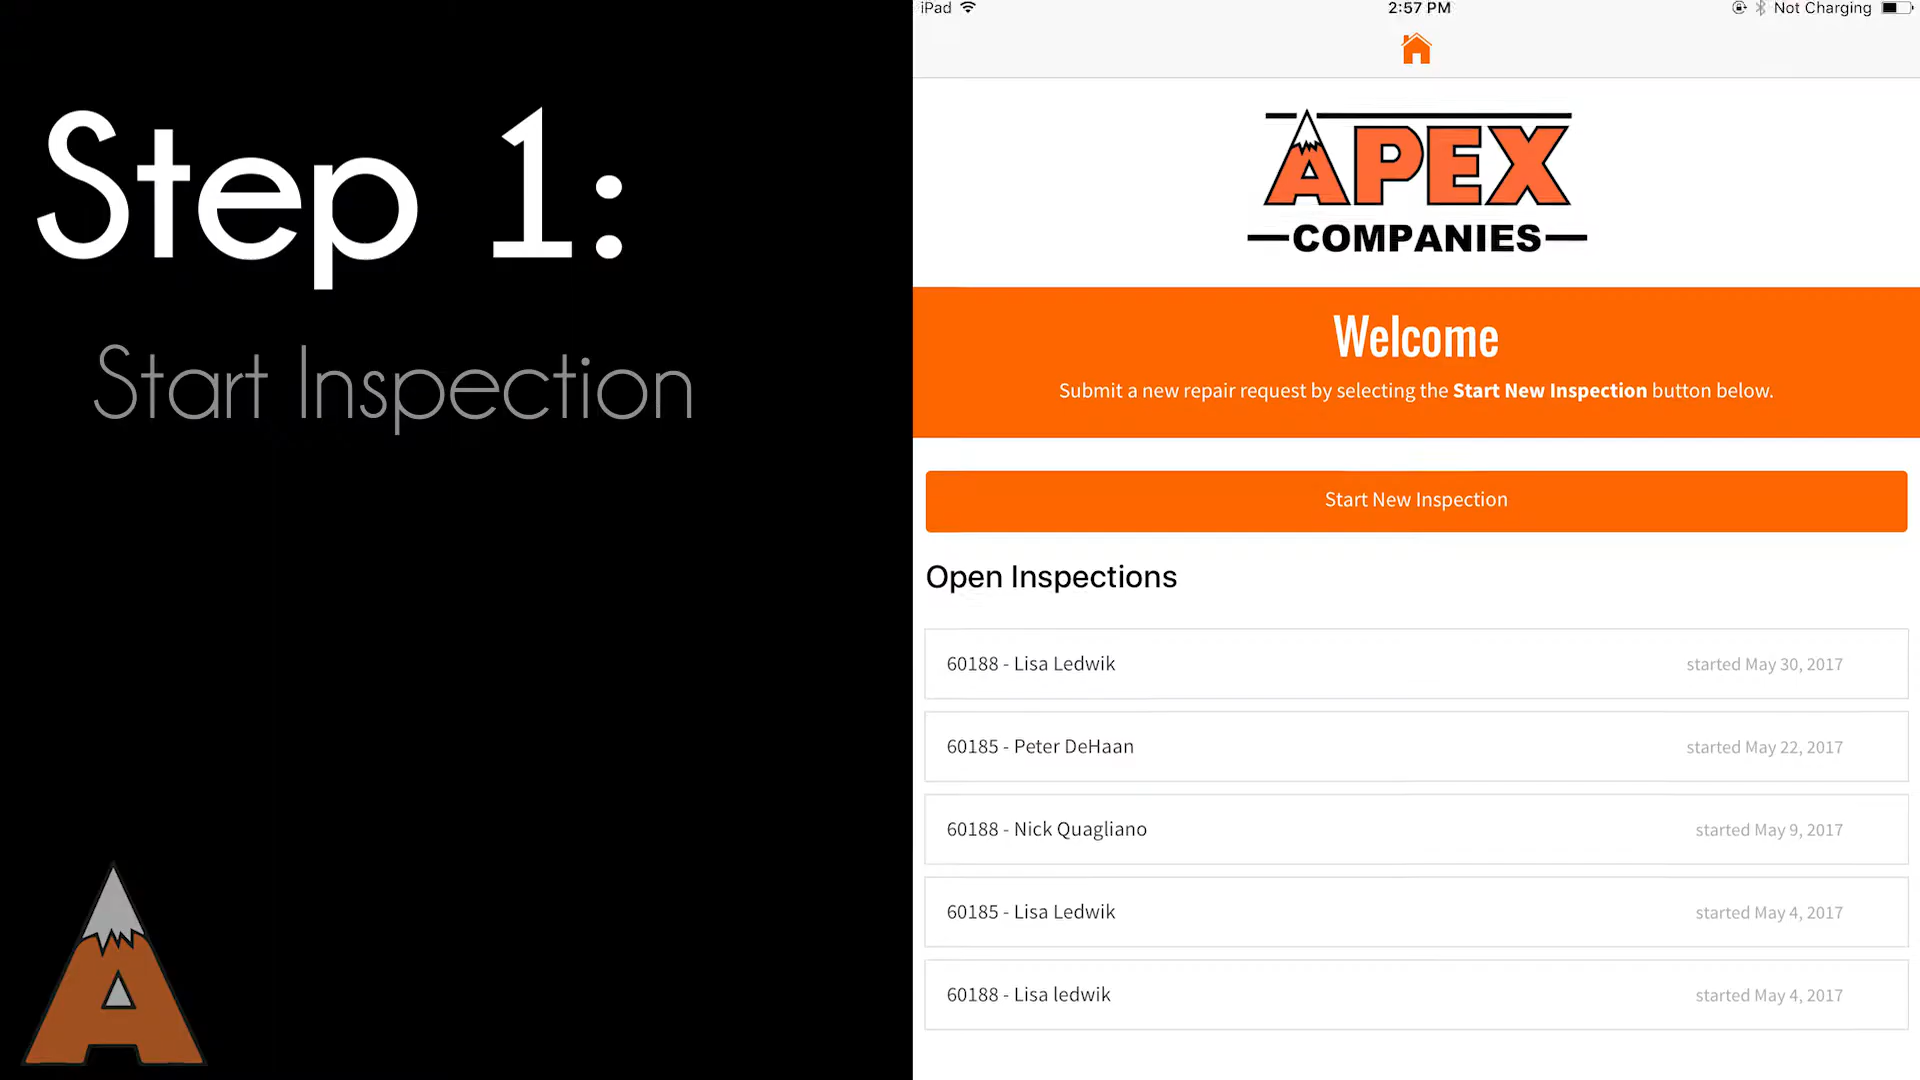 Step 1:
Start Inspection
iPad
2:57 PM
Not Charging
APEX
COMPANIES
Welcome
Submit a new repair request by selecting the Start New Inspection button below.
Start New Inspection
Open Inspections
60188 - Lisa Ledwik
started May 30, 2017
60185 - Peter DeHaan
started May 22, 2017
60188 - Nick Quagliano
started May 9, 2017
60185 - Lisa Ledwik
started May 4, 2017
60188 - Lisa ledwik
started May 4, 2017
A